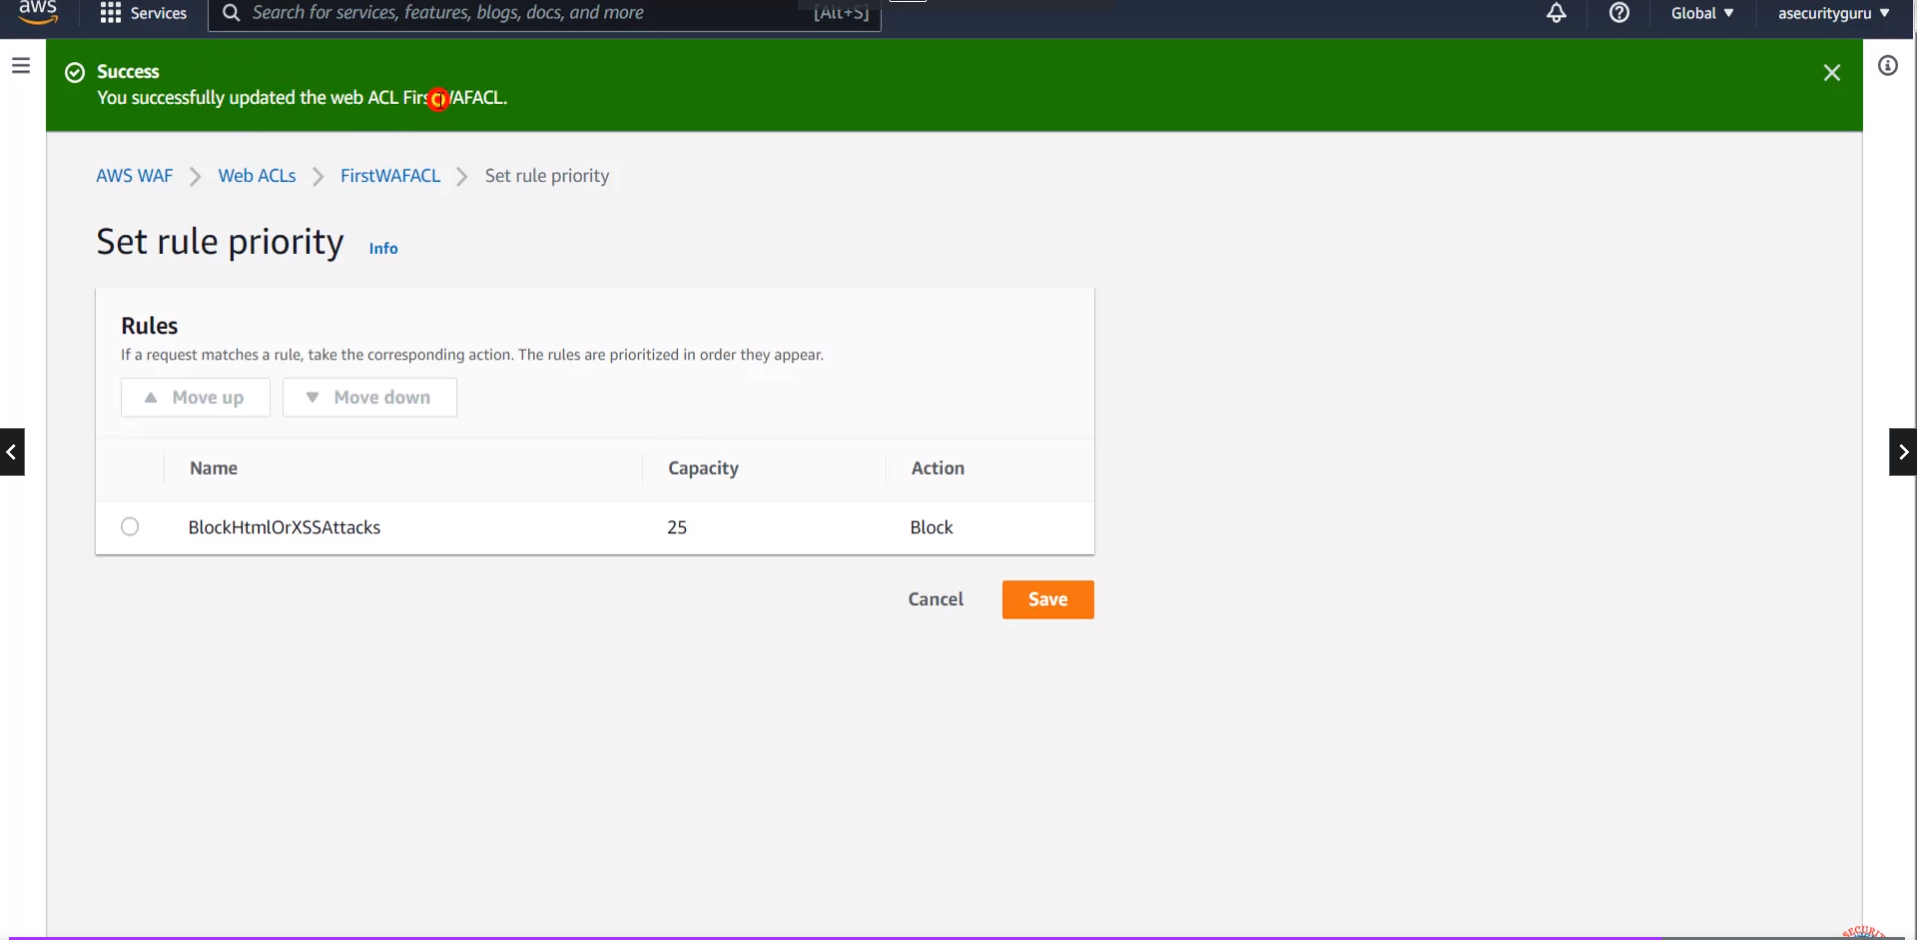 aws
Services
Search for services, features, blogs, docs, and more
[Alt+S]
Global
asecurityguru
Success
You successfully updated the web ACL FirstWAFACL.
AWS WAF
Web ACLs
FirstWAFACL
Set rule priority
Set rule priority
Info
Rules
If a request matches a rule, take the corresponding action. The rules are prioritized in order they appear.
Move up
Move down
Name Capacity Action
BlockHtmlOrXSSAttacks 25 Block
Cancel
Save